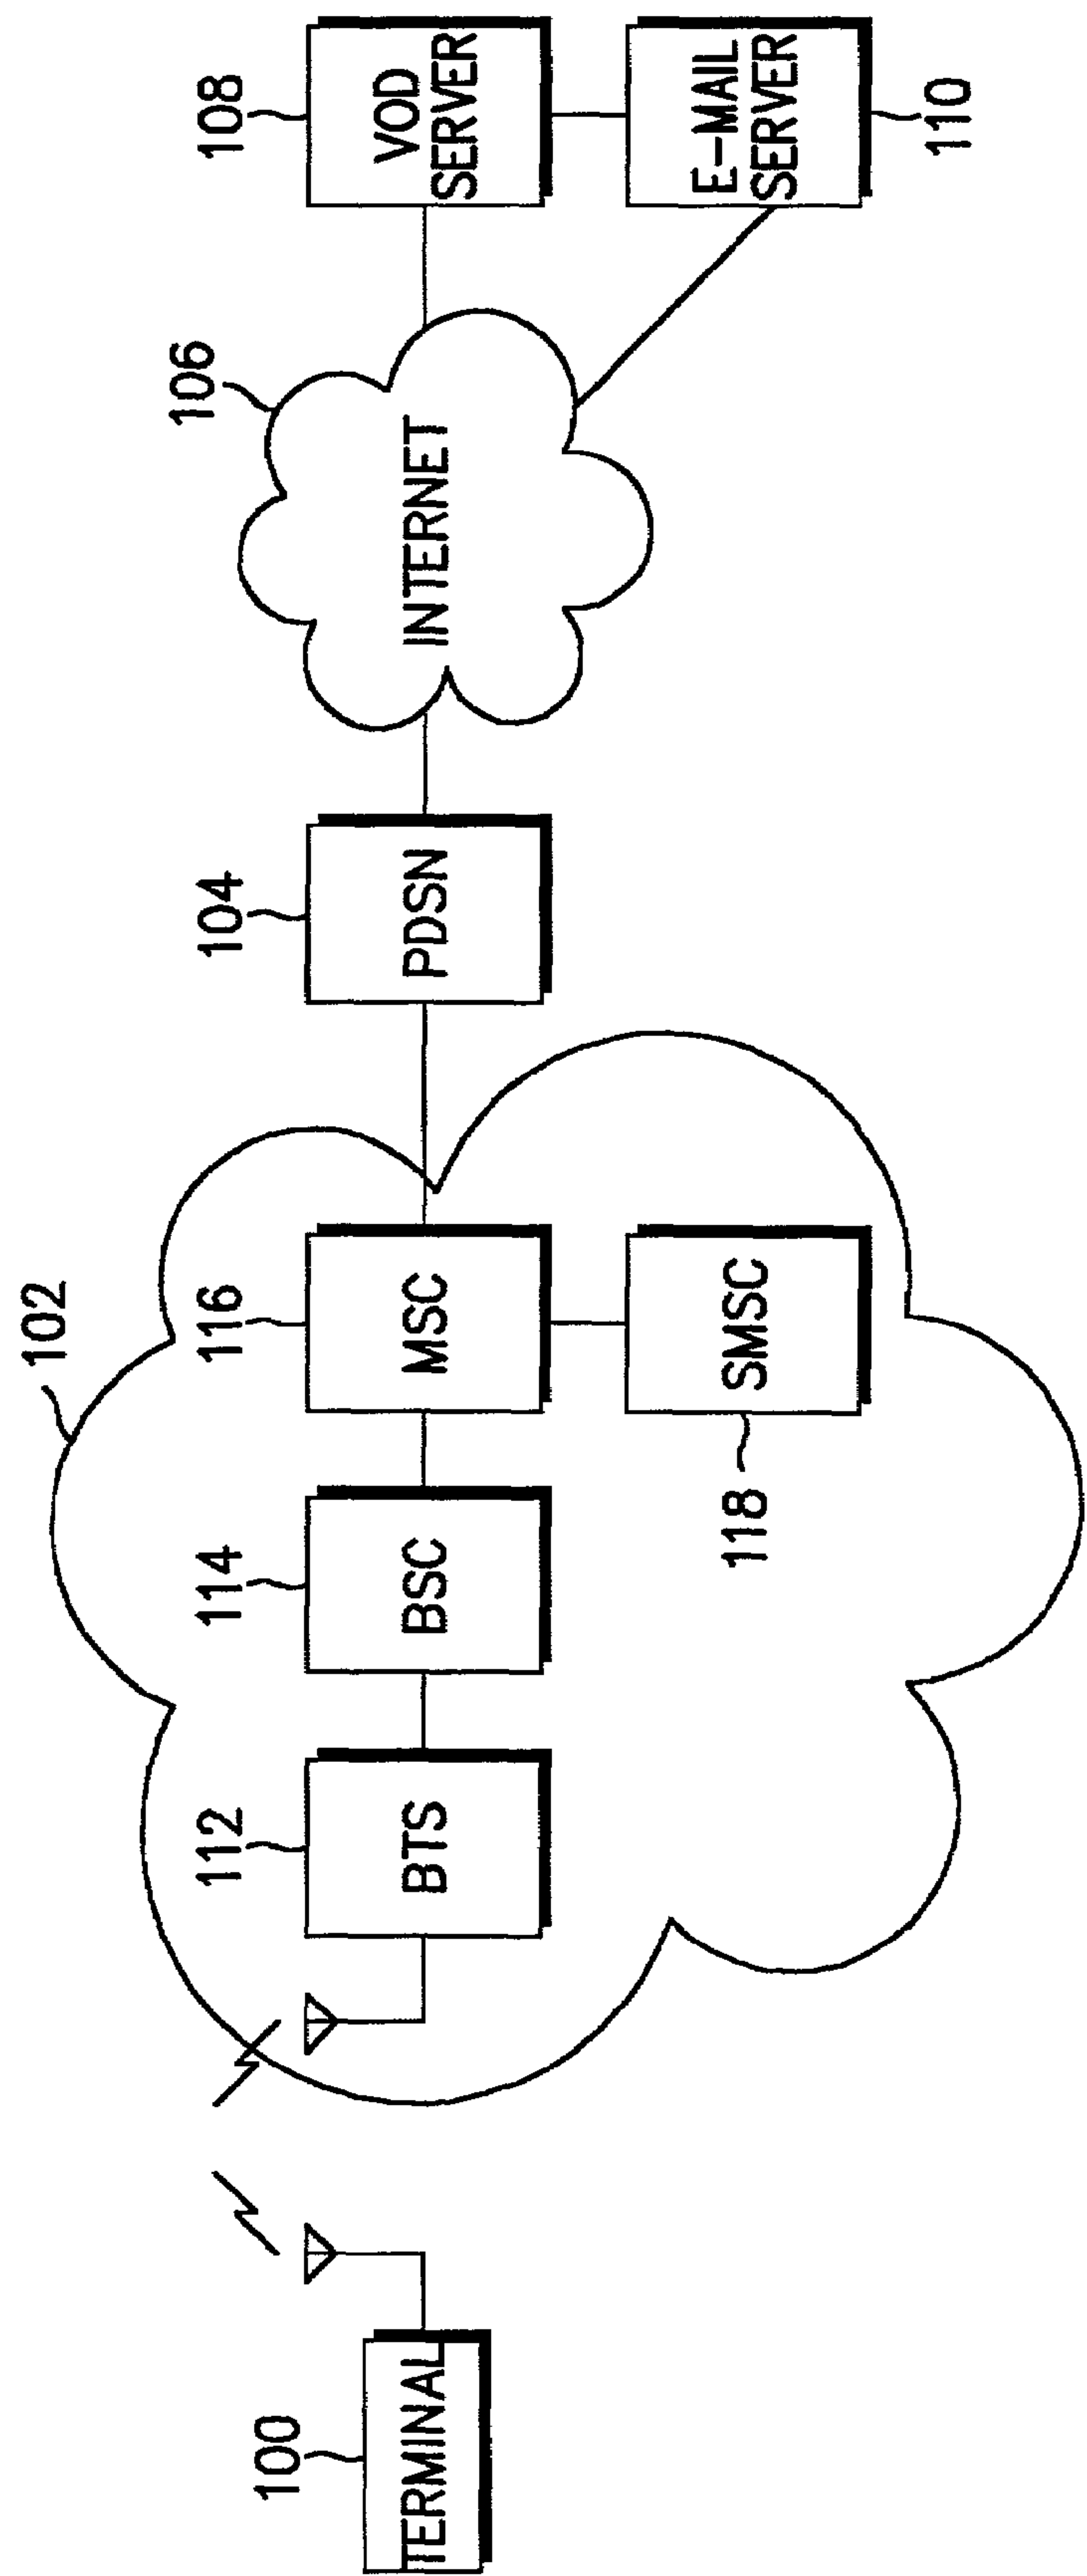 102
106
108
VOD
SERVER
100
TERMINAL
112
BTS
114
BSC
116
MSC
104
PDSN
INTERNET
118
SMSC
E-MAIL
SERVER
110